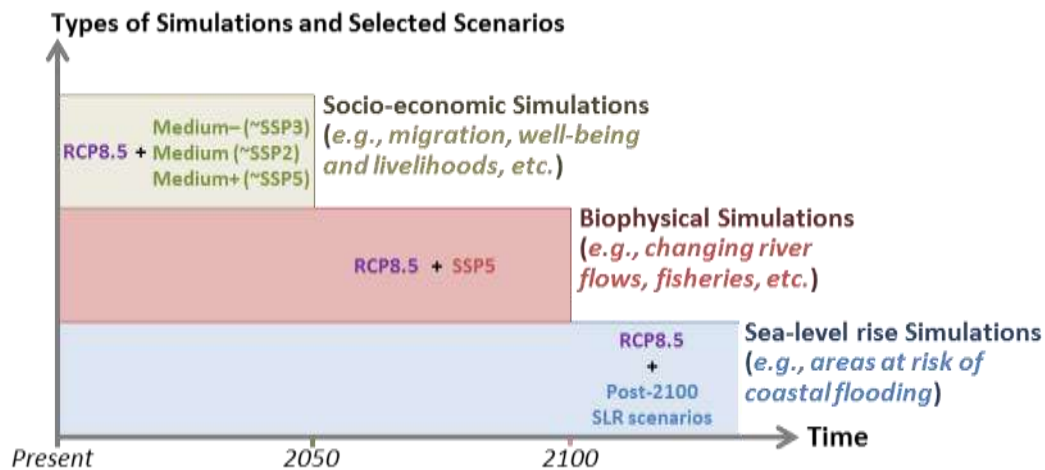 Types of Simulations and Selected Scenarios
Socio-economic Simulations
(e.g., migration, well-being
and livelihoods, etc.)
RCP8.5 +
Medium– (~SSP3)
Medium (~SSP2)
Medium+ (~SSP5)
Biophysical Simulations
(e.g., changing river
flows, fisheries, etc.)
RCP8.5 + SSP5
Sea-level rise Simulations
(e.g., areas at risk of
coastal flooding)
RCP8.5
+
Post-2100
SLR scenarios
Time
Present
2050
2100